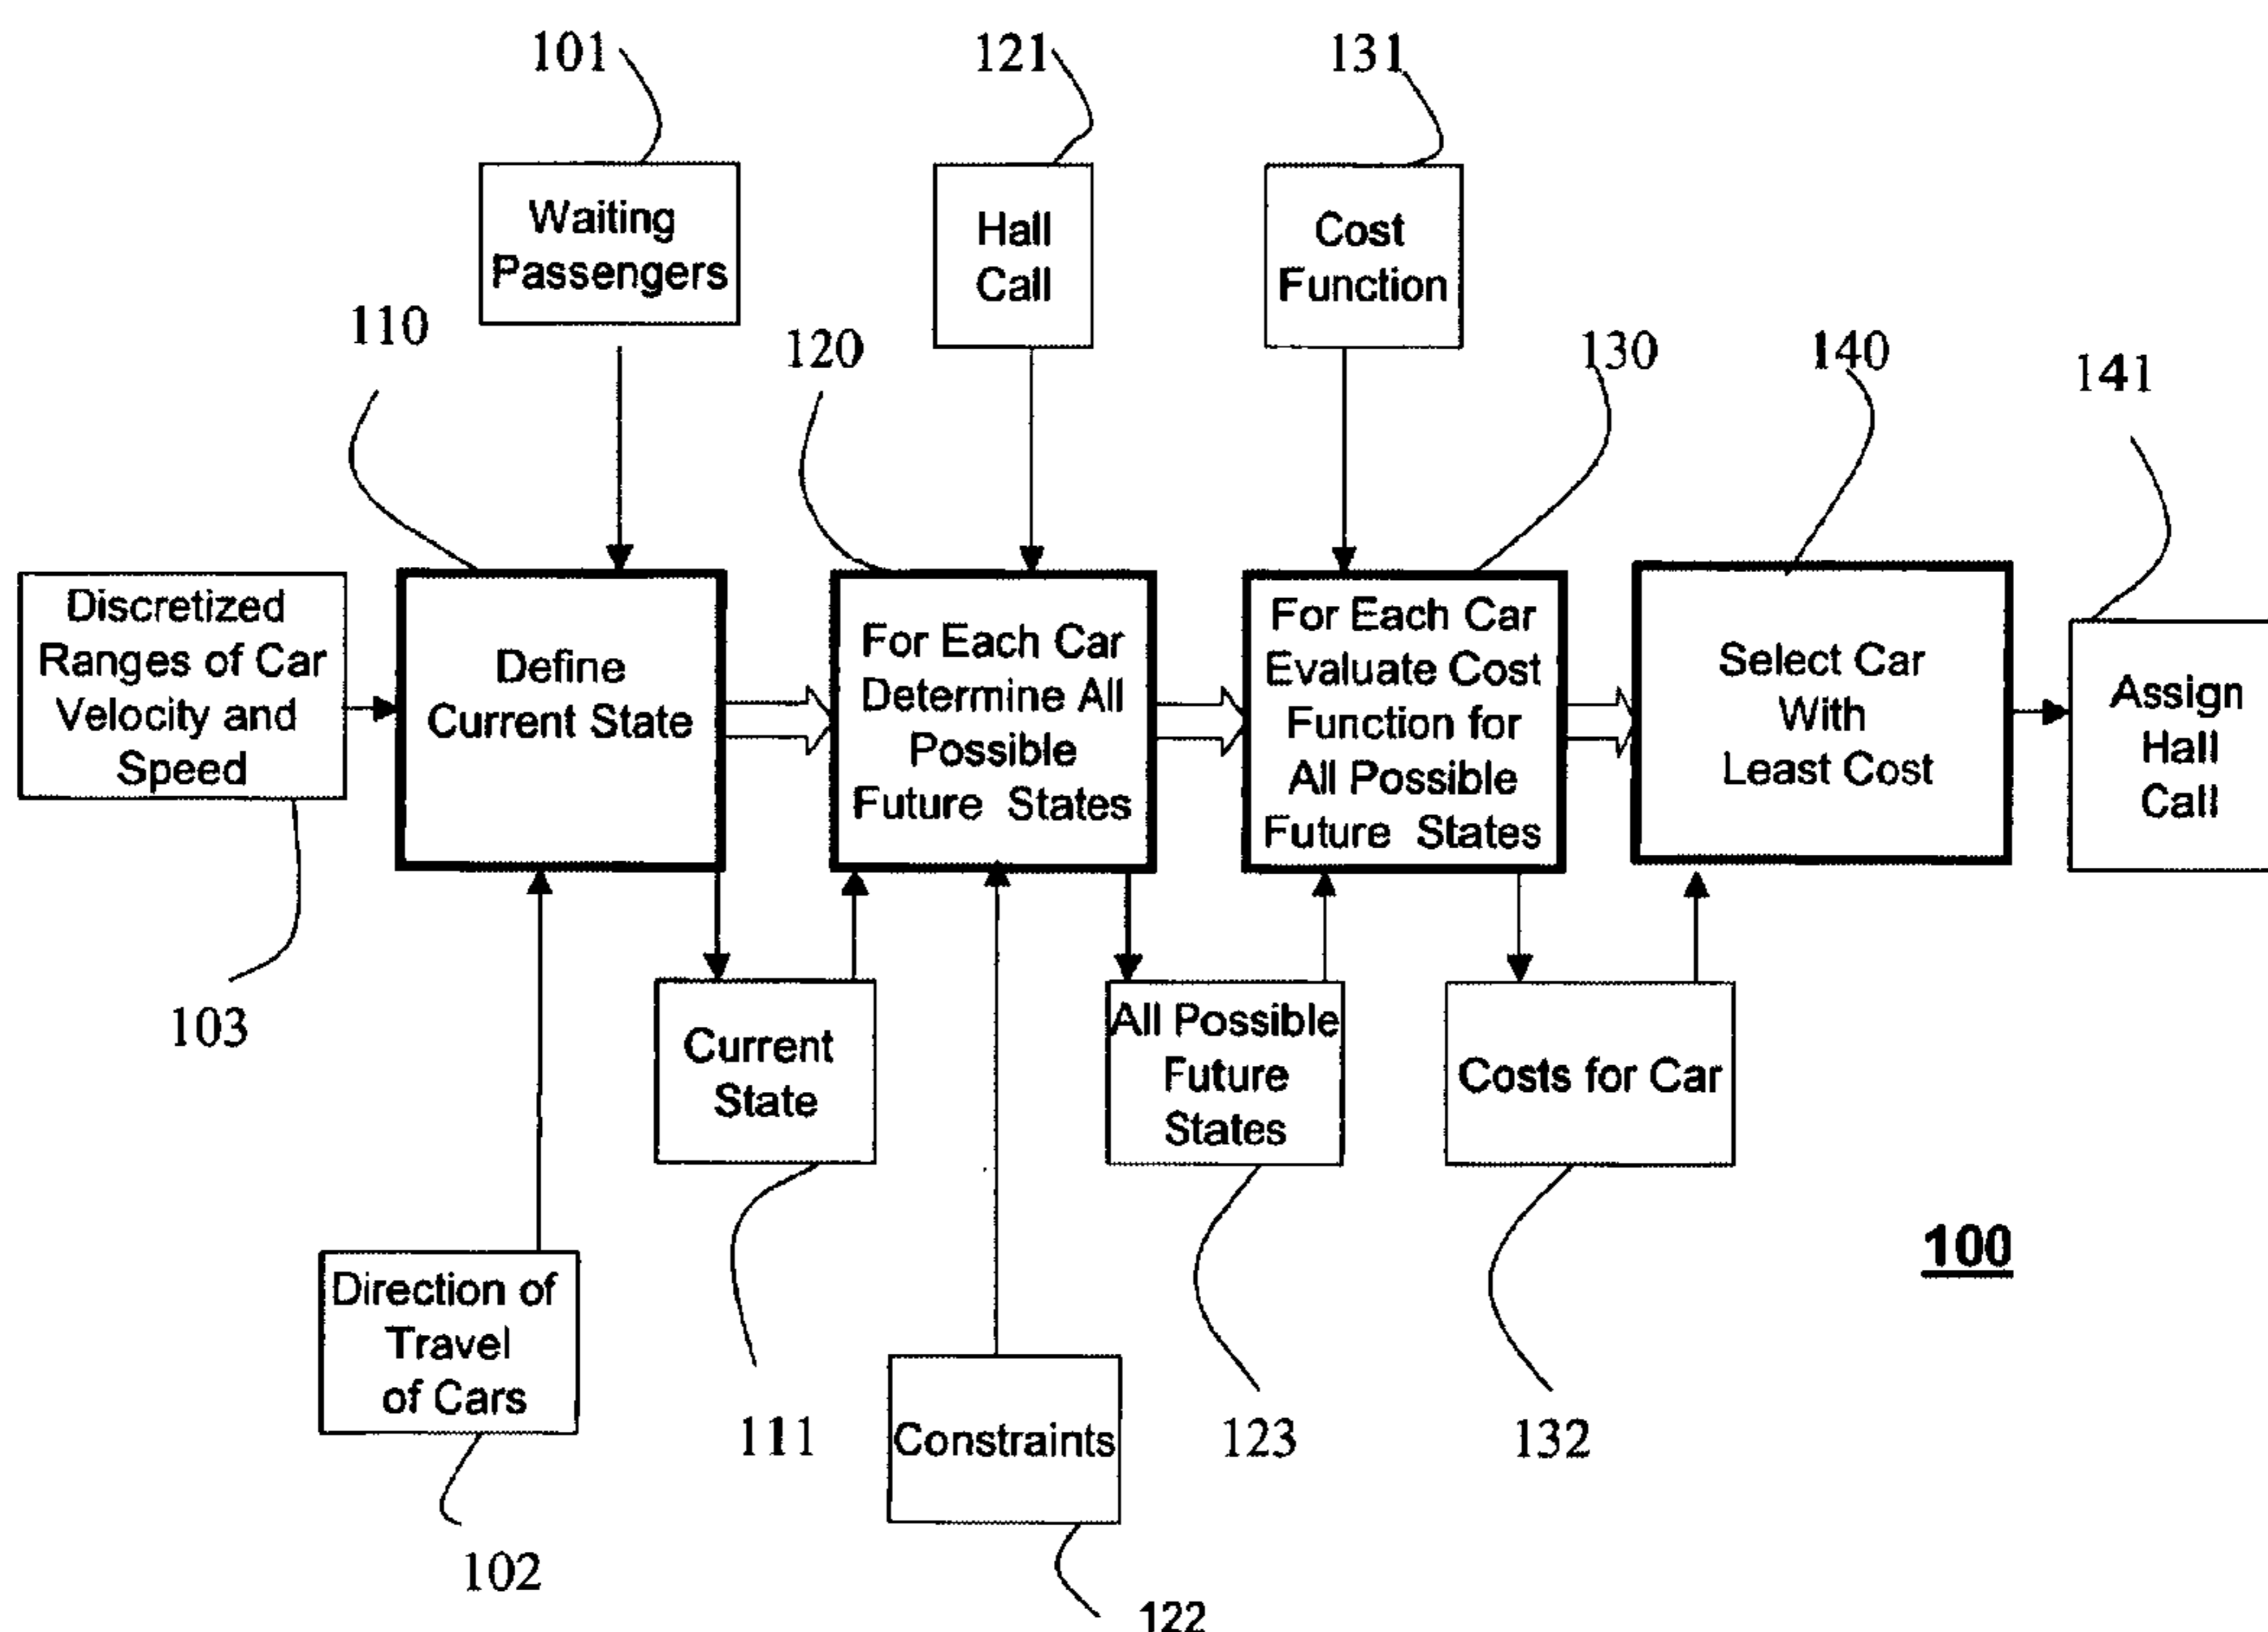 101
121
131
Waiting
Passengers
Hall
Call
Cost
Function
110
120
130
140
141
Discretized
Ranges of Car
Velocity and
Speed
Define
Current State
For Each Car
Determine All
Possible
Future States
For Each Car
Evaluate Cost
Function for
All Possible
Future States
Select Car
With
Least Cost
Assign
Hall
Call
103
Current
State
All Possible
Future
States
Costs for Car
100
Direction of
Travel
of Cars
111
Constraints
123
132
102
122